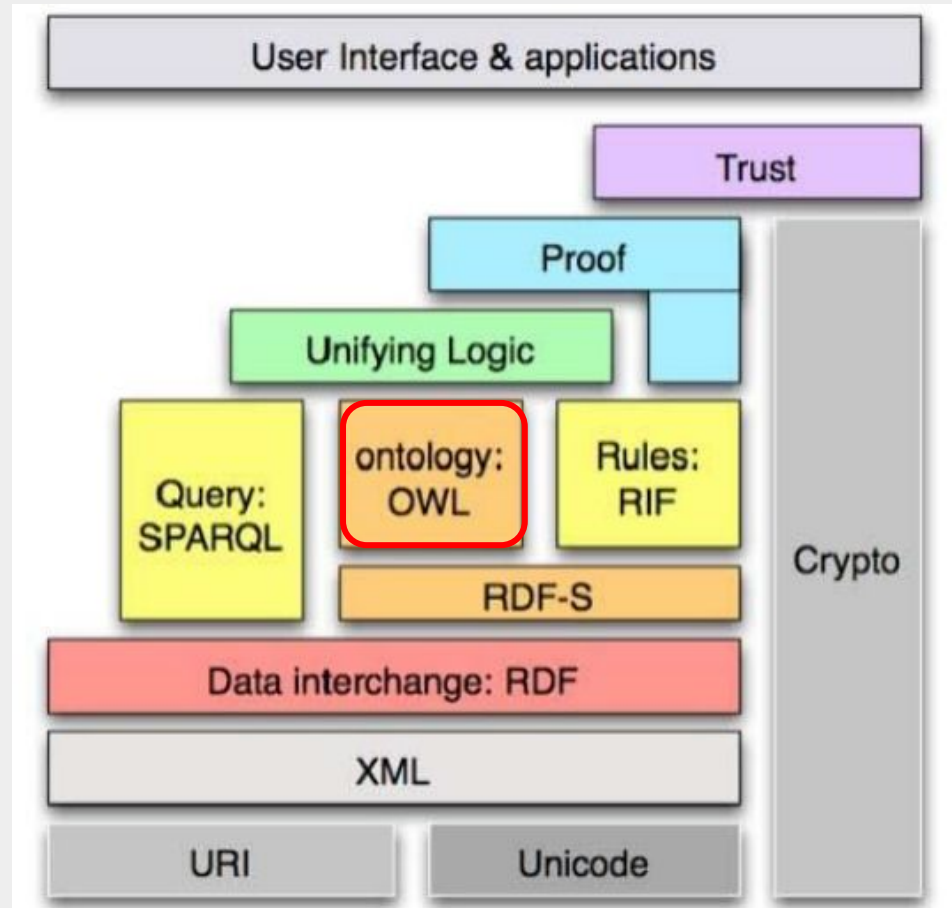 User Interface & applications
Trust
Proof
Unifying Logic
Query:
SPARQL
ontology:
OWL
Rules:
RIF
Crypto
RDF-S
Data interchange: RDF
XML
URI
Unicode